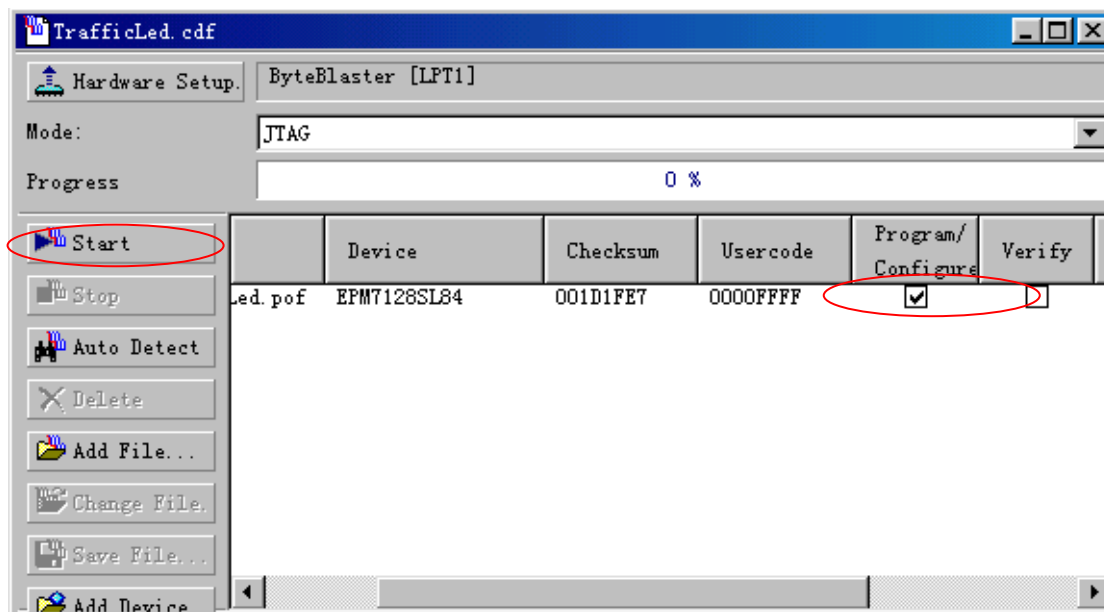 TrafficLed.cdf
Hardware Setup. ByteBlaster [LPT1]
Mode: JTAG
Progress 0 %
Start
Stop
Auto Detect
Delete
Add File...
Change File.
Save File...
Add Device
Device Checksum Usercode Program/ Verify
Configure
Led.pof EPM7128SL84 001D1FE7 0000FFFF